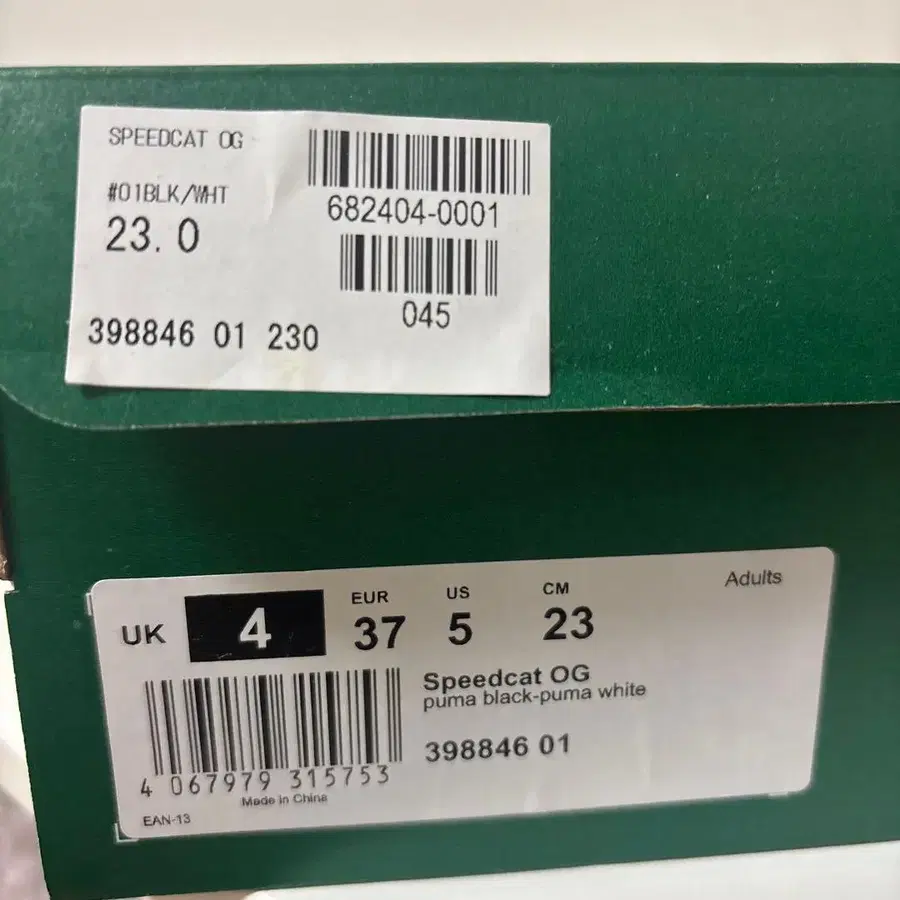 SPEEDCAT OG
#01BLK/WHT
23.0
682404-0001
045
398846 01 230
Adults
UK 4
EUR 37
US 5
CM 23
Speedcat OG
puma black-puma white
398846 01
4 067979 315753
Made in China
EAN-13